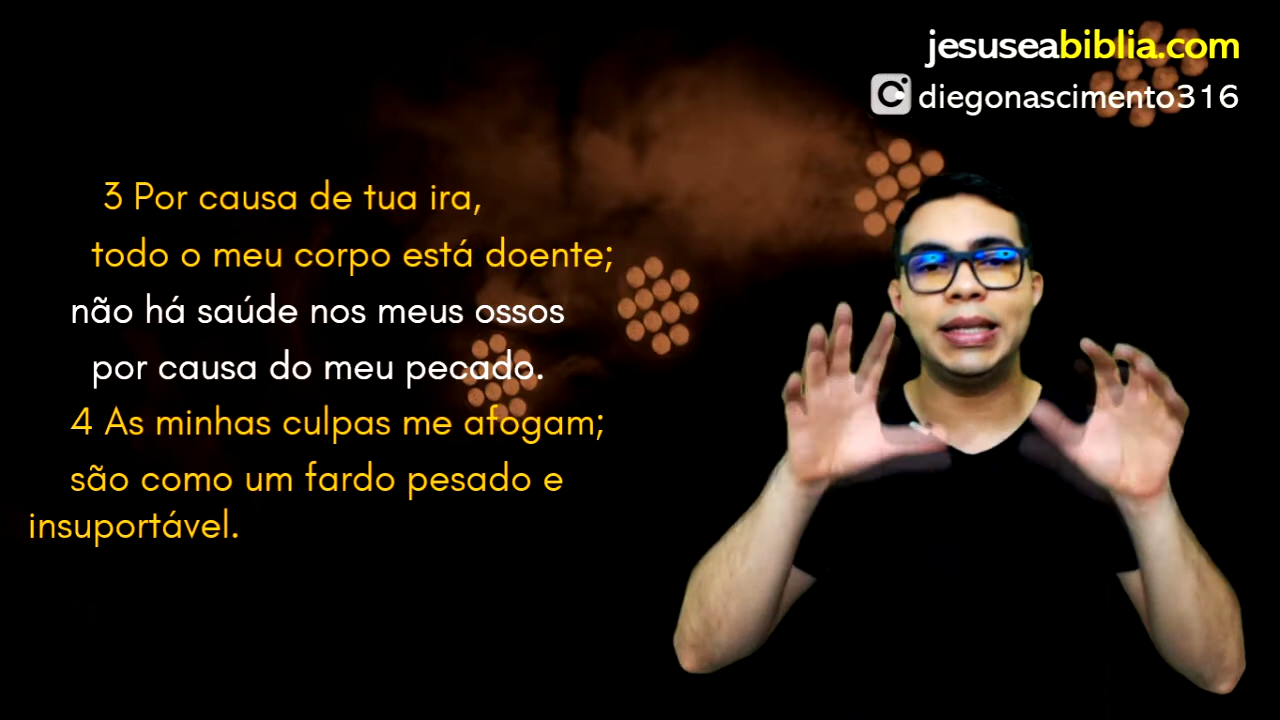 jesuseabiblia.com
diegonascimento316
3 Por causa de tua ira,
todo o meu corpo está doente;
não há saúde nos meus ossos
por causa do meu pecado.
4 As minhas culpas me afogam;
são como um fardo pesado e
insuportável.